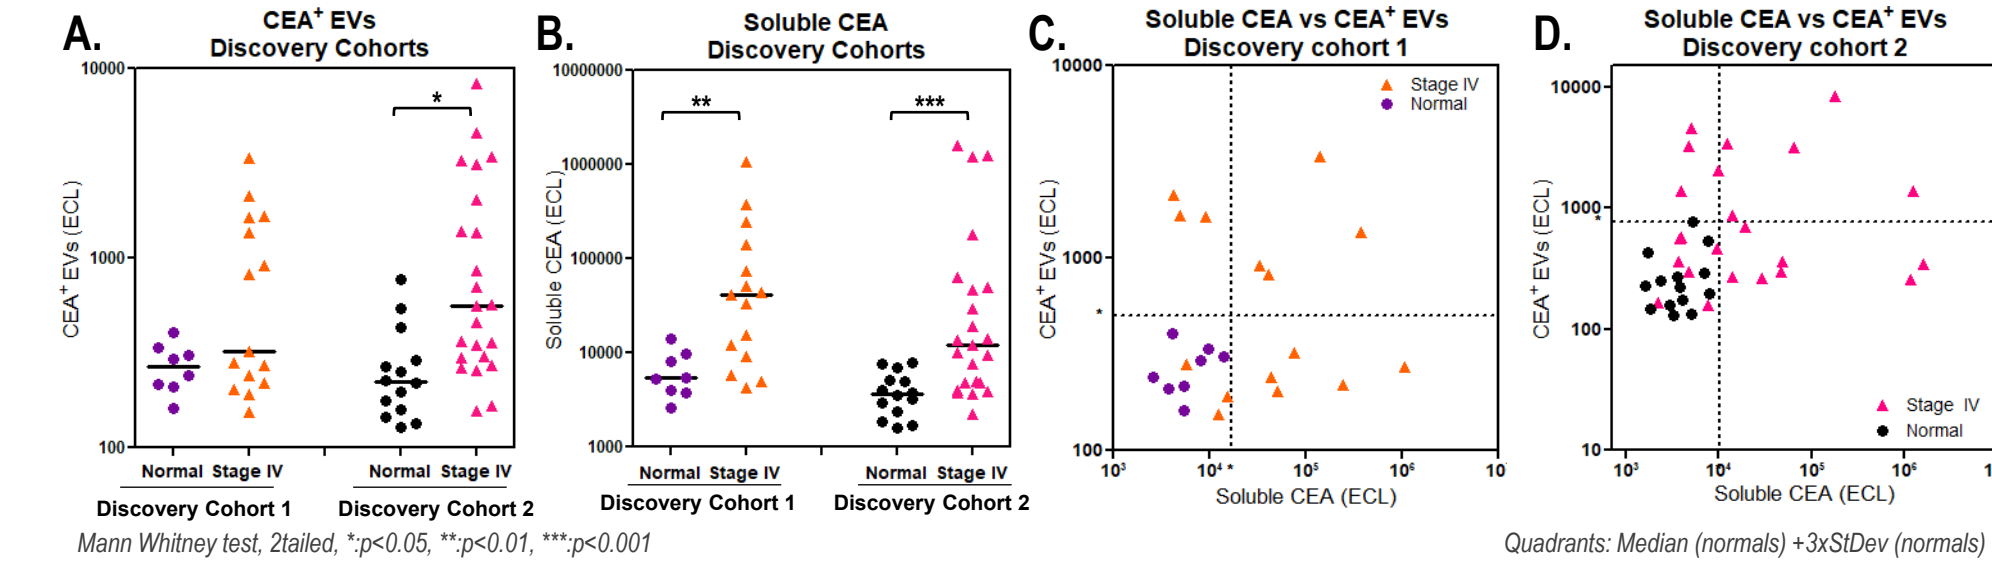 A.
CEA⁺ EVs
Discovery Cohorts
10000
1000
100
CEA⁺ EVs (ECL)
*
Normal Stage IV Normal Stage IV
Discovery Cohort 1 Discovery Cohort 2
B.
Soluble CEA
Discovery Cohorts
10000000
1000000
100000
10000
1000
Soluble CEA (ECL)
** ***
Normal Stage IV Normal Stage IV
Discovery Cohort 1 Discovery Cohort 2
C.
Soluble CEA vs CEA⁺ EVs
Discovery cohort 1
Stage IV
Normal
10000
1000
*
100
CEA⁺ EVs (ECL)
10³ 10⁴ * 10⁵ 10⁶ 10
Soluble CEA (ECL)
D.
Soluble CEA vs CEA⁺ EVs
Discovery cohort 2
10000
1000
*
100
10
CEA⁺ EVs (ECL)
Stage IV
Normal
10³ 10⁴ 10⁵ 10⁶ 1
Soluble CEA (ECL)
Mann Whitney test, 2tailed, *:p<0.05, **:p<0.01, ***:p<0.001
Quadrants: Median (normals) +3xStDev (normals)